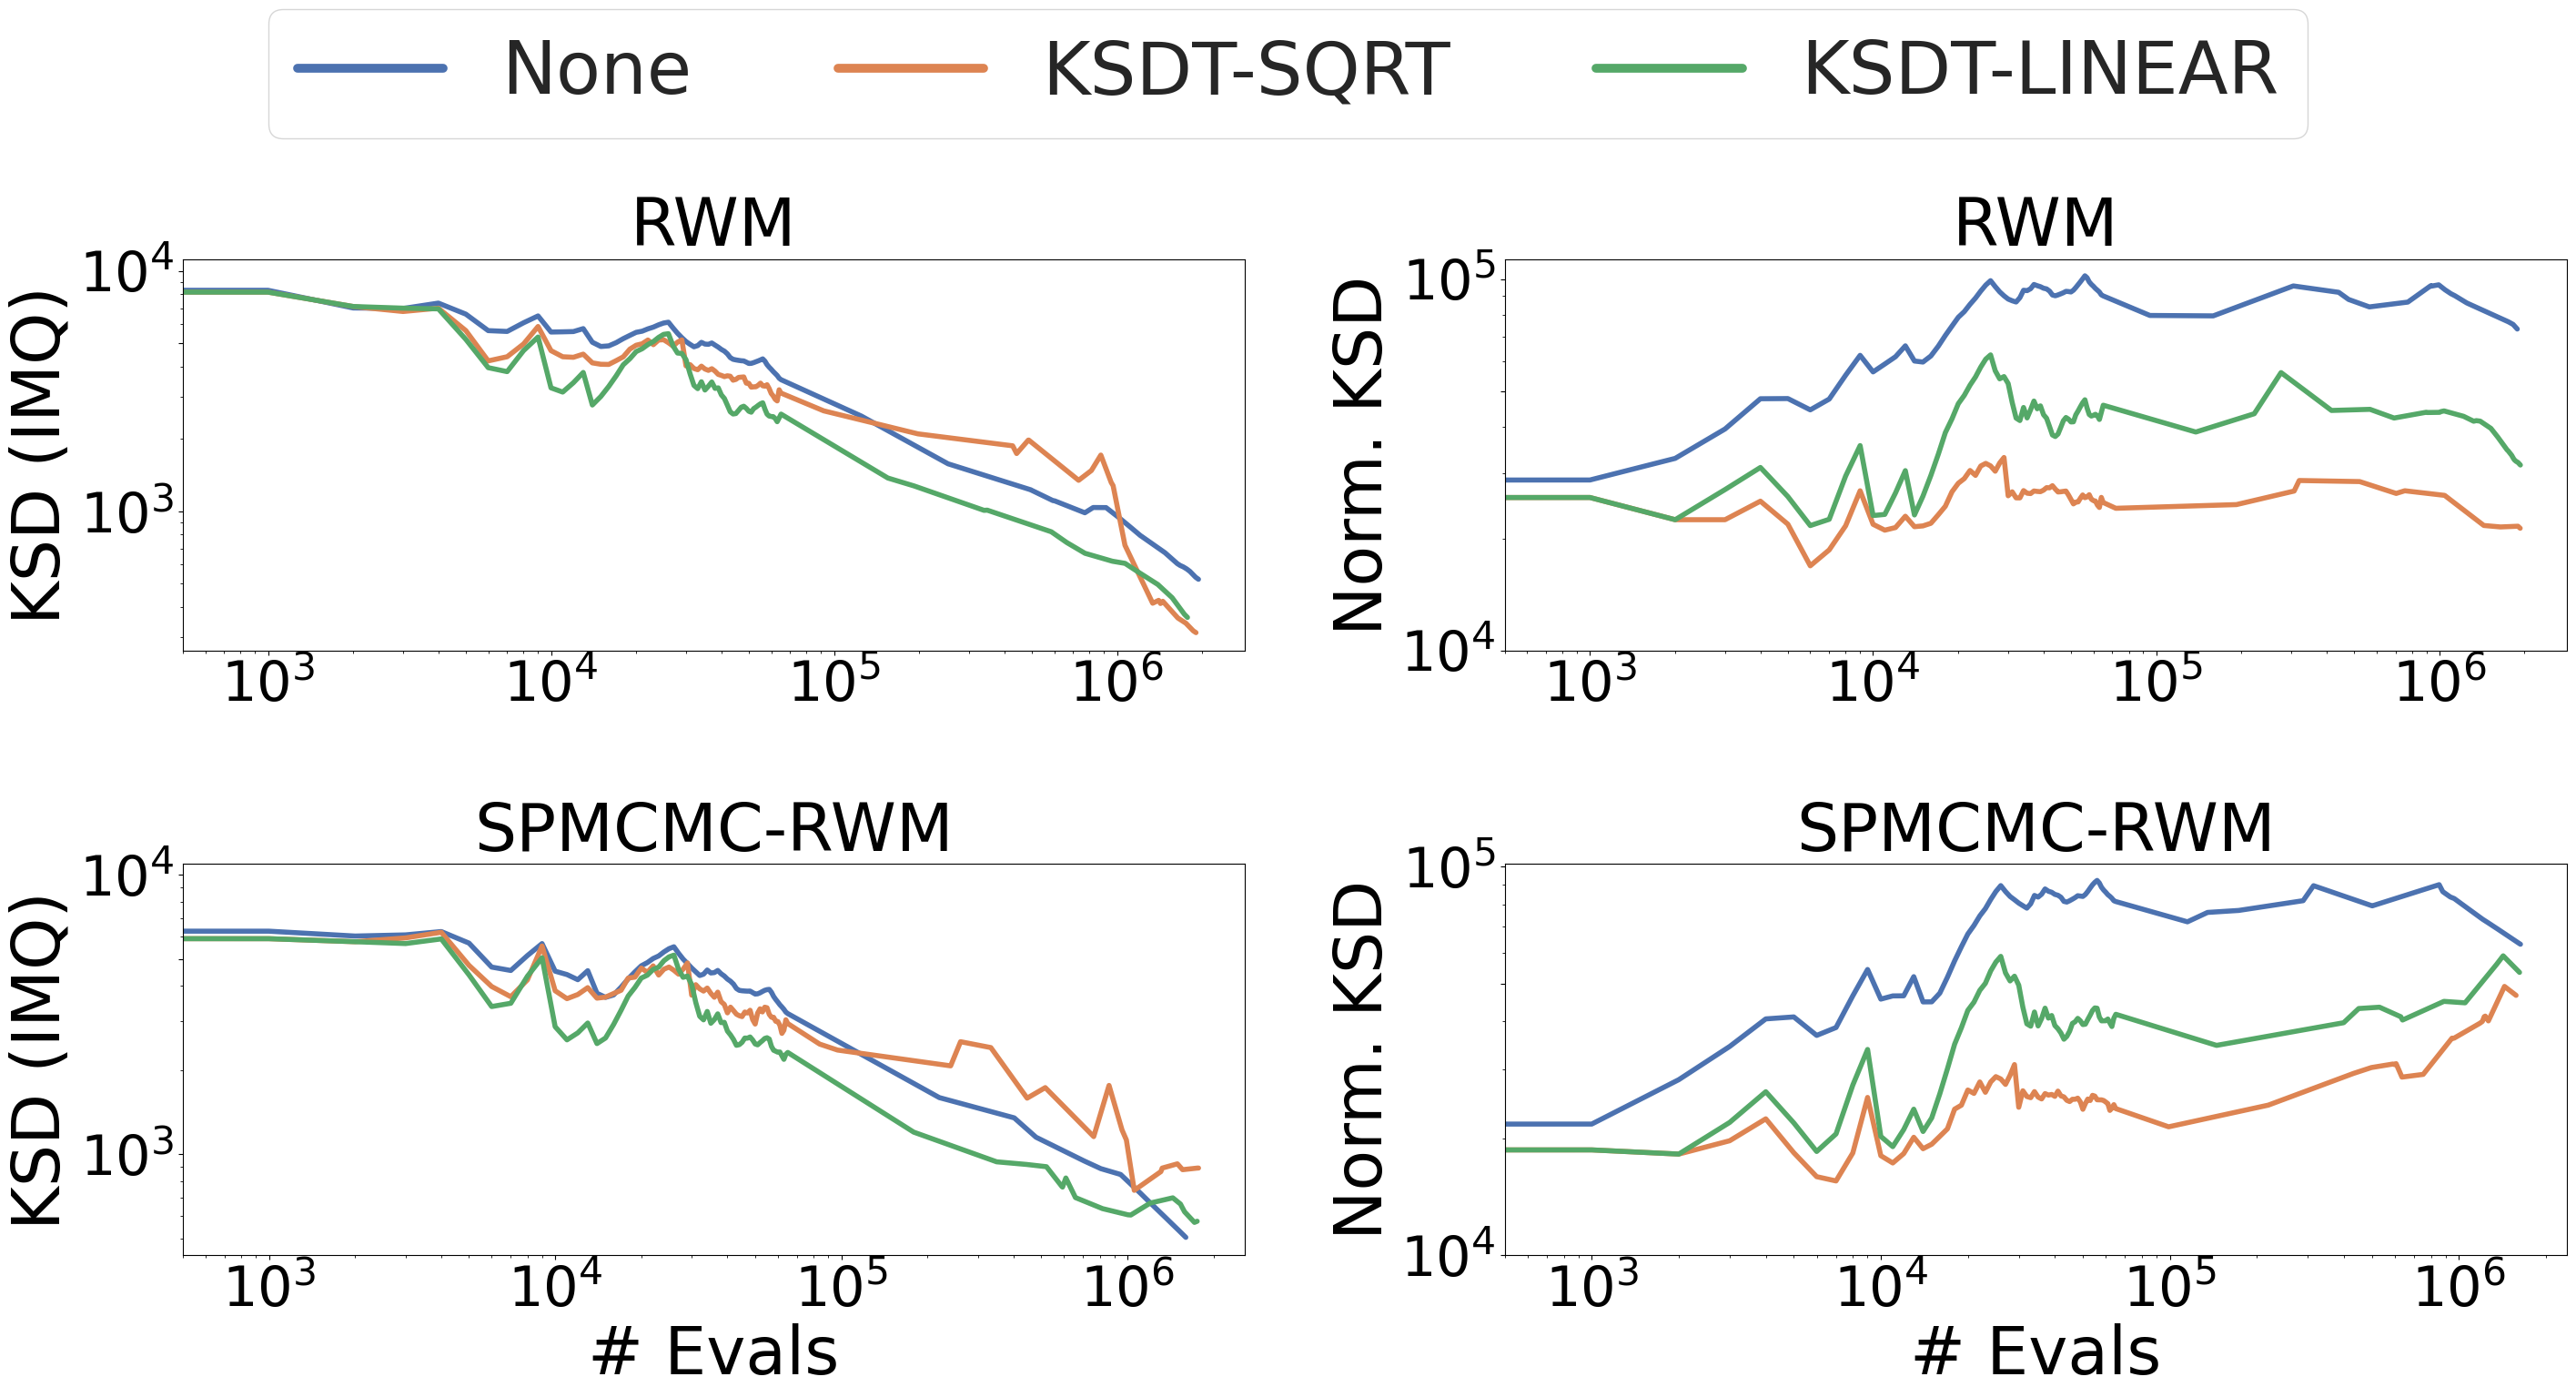 None KSDT-SQRT KSDT-LINEAR
RWM
KSD (IMQ)
10^4
10^3
10^3 10^4 10^5 10^6
RWM
Norm. KSD
10^5
10^4
10^3 10^4 10^5 10^6
SPMCMC-RWM
KSD (IMQ)
10^4
10^3
10^3 10^4 10^5 10^6
# Evals
SPMCMC-RWM
Norm. KSD
10^5
10^4
10^3 10^4 10^5 10^6
# Evals